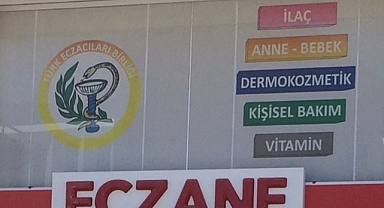 TÜRK ECZACILARI BİRLİĞİ
İLAÇ
ANNE - BEBEK
DERMOKOZMETİK
KİŞİSEL BAKIM
VİTAMİN
ECZANE